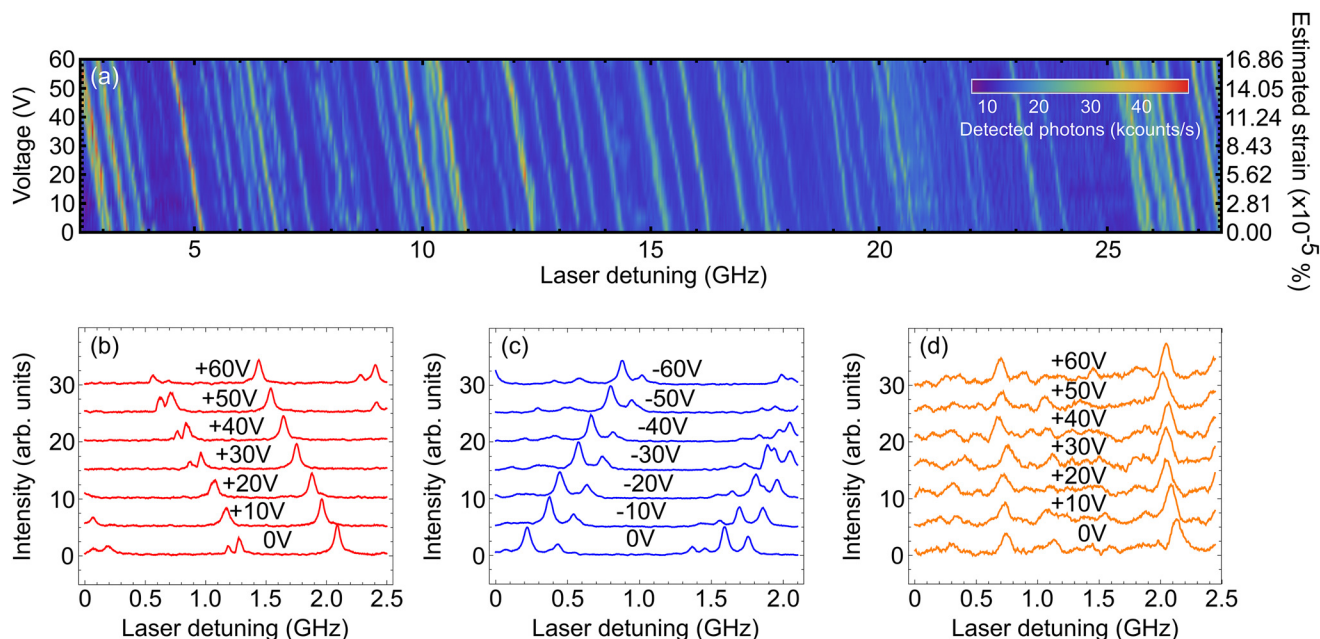 (a)
Voltage (V)
60
50
40
30
20
10
0
5
10
15
20
25
Laser detuning (GHz)
10 20 30 40
Detected photons (kcounts/s)
16.86
14.05
11.24
8.43
5.62
2.81
0.00
Estimated strain (x10⁻⁵ %)
(b)
Intensity (arb. units)
30
20
10
0
+60V
+50V
+40V
+30V
+20V
+10V
0V
0 0.5 1.0 1.5 2.0 2.5
Laser detuning (GHz)
(c)
Intensity (arb. units)
30
20
10
0
-60V
-50V
-40V
-30V
-20V
-10V
0V
0 0.5 1.0 1.5 2.0
Laser detuning (GHz)
(d)
Intensity (arb. units)
30
20
10
0
+60V
+50V
+40V
+30V
+20V
+10V
0V
0 0.5 1.0 1.5 2.0 2.5
Laser detuning (GHz)